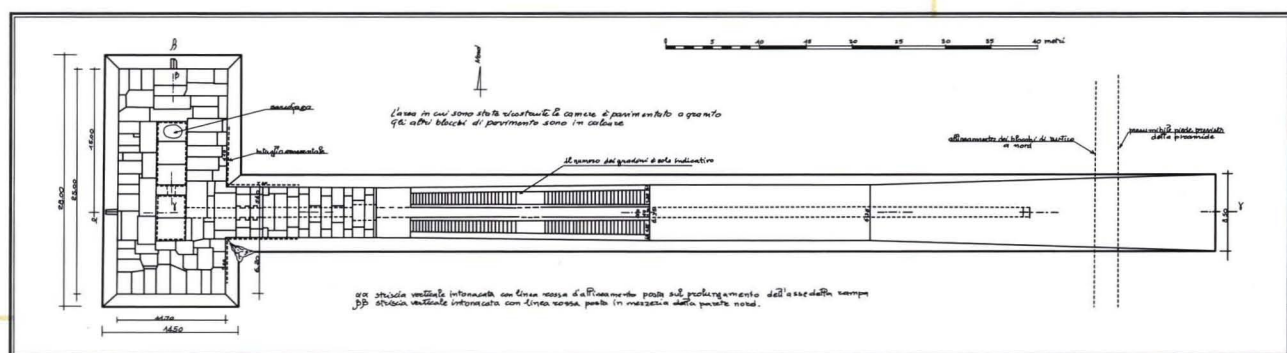 β
Nord
0 5 10 15 20 25 30 35 40 metri
L'area in cui sono state ricostruite le camere è pavimentata a granito
Gli altri blocchi di pavimento sono in calcare
sarcofago
Il numero dei gradoni è solo indicativo
allineamento dei blocchi di rustico
a nord
presumibile piede previsto
della piramide
28.00
25.00
γ
γ
8.50
αα striscia verticale intonacata con linea rossa d'allineamento posta sul prolungamento dell'asse della rampa
ββ striscia verticale intonacata con linea rossa posta in mezzeria della parete nord.
11.70
14.50